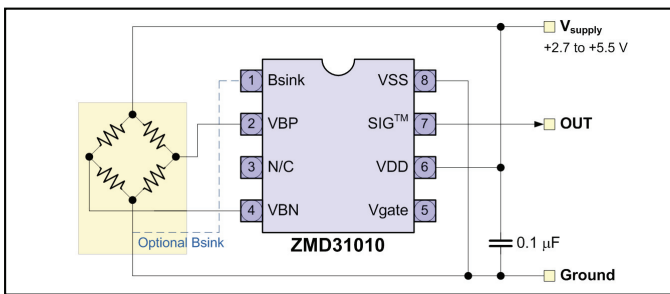 V supply
+2.7 to +5.5 V
1 Bsink VSS 8
2 VBP SIG™ 7 OUT
3 N/C VDD 6
4 VBN Vgate 5
Optional Bsink
ZMD31010
0.1 µF
Ground